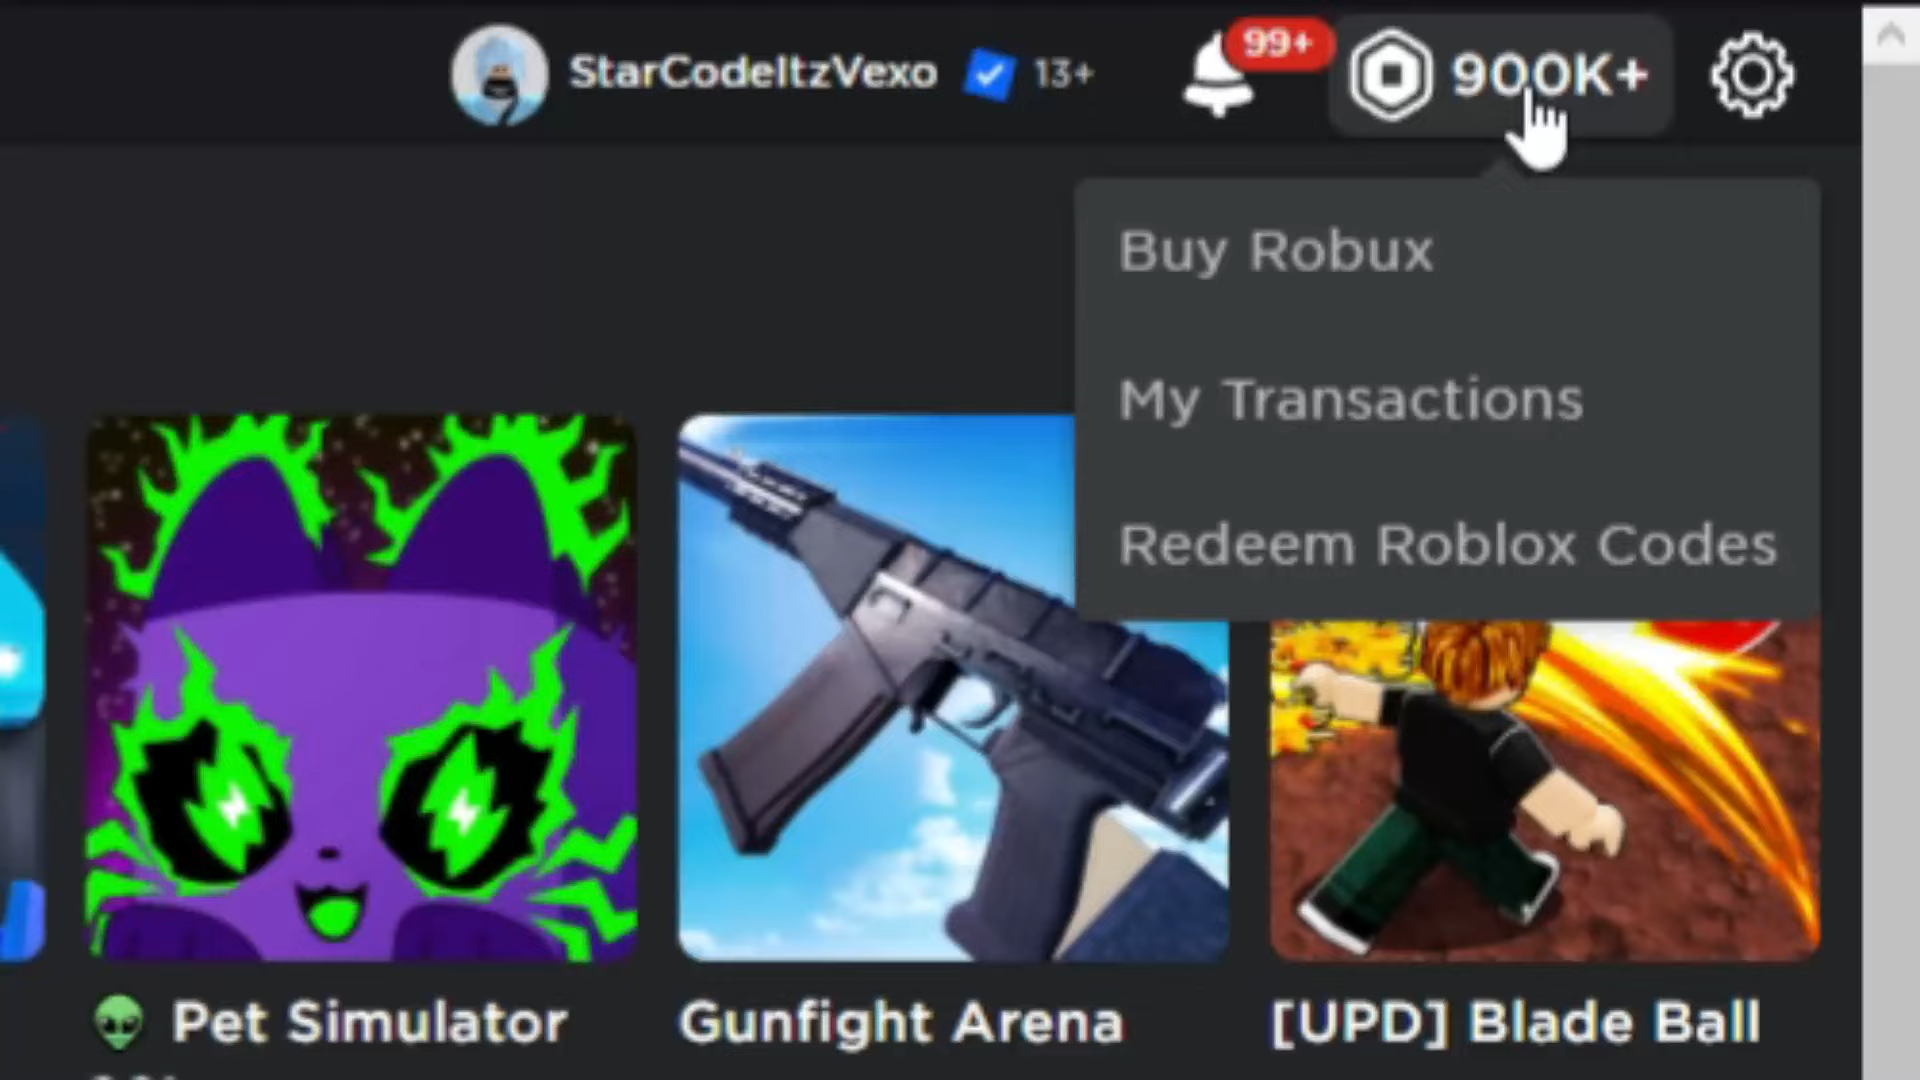 StarCodeItzVexo 13+ 99+ 900K+
Buy Robux
My Transactions
Redeem Roblox Codes
Pet Simulator
Gunfight Arena
[UPD] Blade Ball